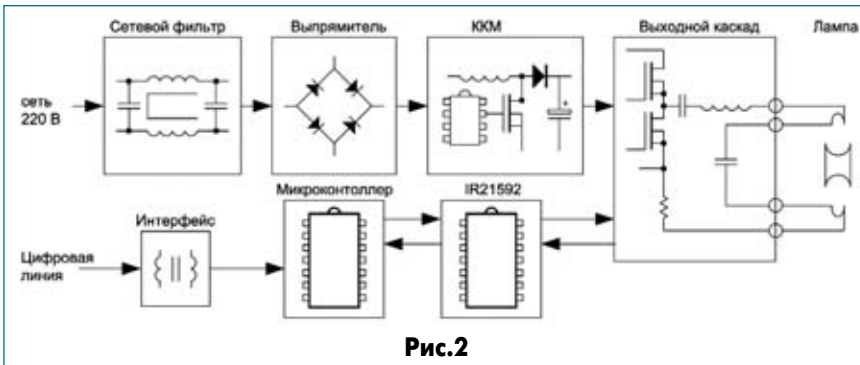 Сетевой фильтр
Выпрямитель
ККМ
Выходной каскад
Лампа
сеть
220 В
+
Микроконтоллер
IR21592
Интерфейс
Цифровая
линия
Рис.2